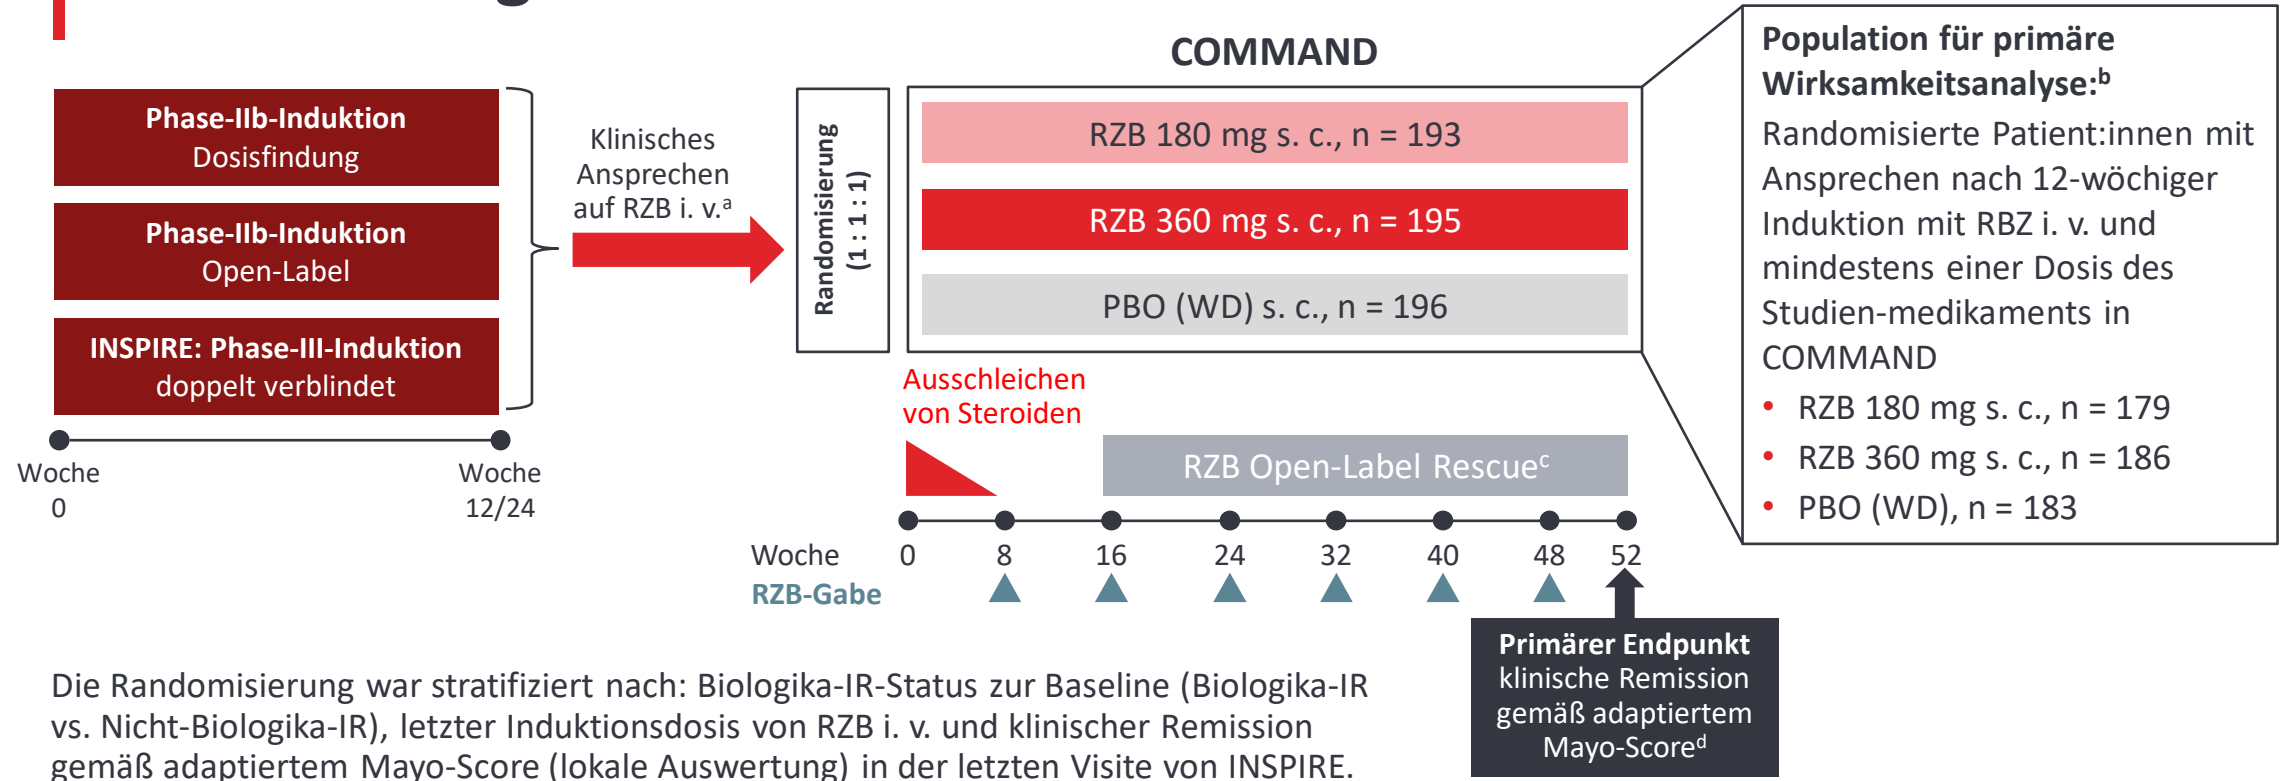 Phase-IIb-Induktion
Dosisfindung
Phase-IIb-Induktion
Open-Label
INSPIRE: Phase-III-Induktion
doppelt verblindet
Woche
0
Woche
12/24
Klinisches
Ansprechen
auf RZB i. v.ᵃ
Randomisierung
(1 : 1 : 1)
COMMAND
RZB 180 mg s. c., n = 193
RZB 360 mg s. c., n = 195
PBO (WD) s. c., n = 196
Ausschleichen
von Steroiden
RZB Open-Label Rescueᶜ
Woche 0 8 16 24 32 40 48 52
RZB-Gabe
Primärer Endpunkt
klinische Remission
gemäß adaptiertem
Mayo-Scoreᵈ
Population für primäre
Wirksamkeitsanalyse:ᵇ
Randomisierte Patient:innen mit
Ansprechen nach 12-wöchiger
Induktion mit RBZ i. v. und
mindestens einer Dosis des
Studien-medikaments in
COMMAND
• RZB 180 mg s. c., n = 179
• RZB 360 mg s. c., n = 186
• PBO (WD), n = 183
Die Randomisierung war stratifiziert nach: Biologika-IR-Status zur Baseline (Biologika-IR
vs. Nicht-Biologika-IR), letzter Induktionsdosis von RZB i. v. und klinischer Remission
gemäß adaptiertem Mayo-Score (lokale Auswertung) in der letzten Visite von INSPIRE.